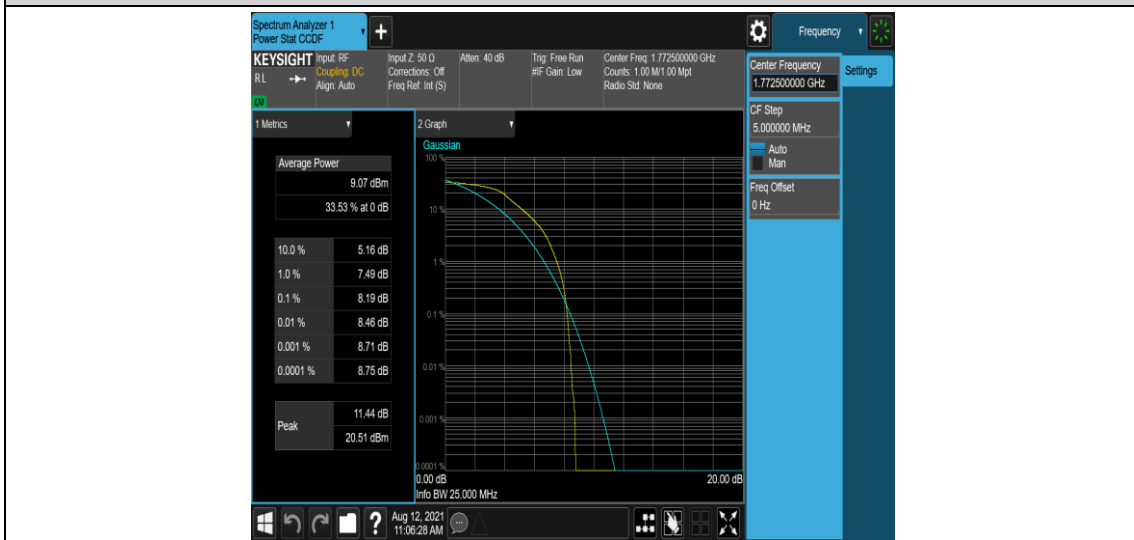 Spectrum Analyzer 1
Power Stat CCDF
Frequency
KEYSIGHT
RL
LXI
Input: RF
Coupling: DC
Align: Auto
Input Z: 50 Ω
Corrections: Off
Freq Ref: Int (S)
Atten: 40 dB
Trig: Free Run
#IF Gain: Low
Center Freq: 1.772500000 GHz
Counts: 1.00 M/1.00 Mpt
Radio Std: None
Center Frequency
1.772500000 GHz
Settings
CF Step
5.000000 MHz
Auto
Man
Freq Offset
0 Hz
1 Metrics
Average Power
9.07 dBm
33.53 % at 0 dB
10.0 % 5.16 dB
1.0 % 7.49 dB
0.1 % 8.19 dB
0.01 % 8.46 dB
0.001 % 8.71 dB
0.0001 % 8.75 dB
Peak
11.44 dB
20.51 dBm
2 Graph
Gaussian
100 %
10 %
1 %
0.1 %
0.01 %
0.001 %
0.0001 %
0.00 dB 20.00 dB
Info BW 25.000 MHz
?
Aug 12, 2021
11:06:28 AM